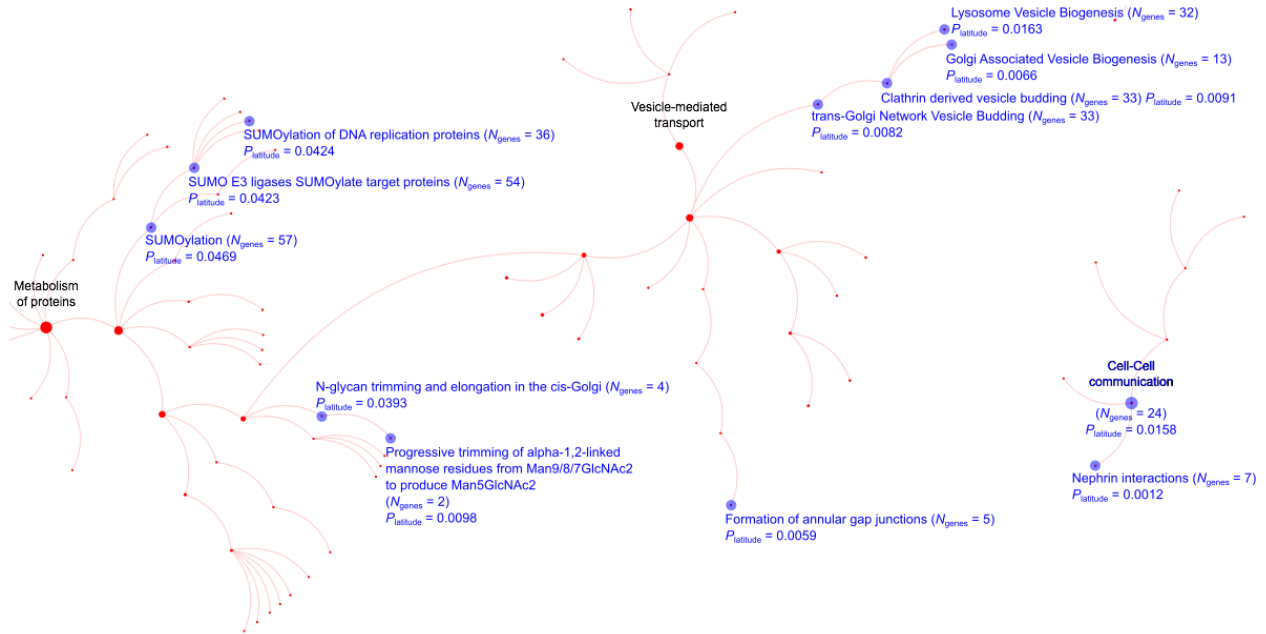 Lysosome Vesicle Biogenesis (Ngenes = 32)
Platitude = 0.0163
Golgi Associated Vesicle Biogenesis (Ngenes = 13)
Platitude = 0.0066
Clathrin derived vesicle budding (Ngenes = 33) Platitude = 0.0091
trans-Golgi Network Vesicle Budding (Ngenes = 33)
Platitude = 0.0082
Vesicle-mediated
transport
SUMOylation of DNA replication proteins (Ngenes = 36)
Platitude = 0.0424
SUMO E3 ligases SUMOylate target proteins (Ngenes = 54)
Platitude = 0.0423
SUMOylation (Ngenes = 57)
Platitude = 0.0469
Metabolism
of proteins
N-glycan trimming and elongation in the cis-Golgi (Ngenes = 4)
Platitude = 0.0393
Progressive trimming of alpha-1,2-linked
mannose residues from Man9/8/7GlcNAc2
to produce Man5GlcNAc2
(Ngenes = 2)
Platitude = 0.0098
Formation of annular gap junctions (Ngenes = 5)
Platitude = 0.0059
Cell-Cell
communication
(Ngenes = 24)
Platitude = 0.0158
Nephrin interactions (Ngenes = 7)
Platitude = 0.0012